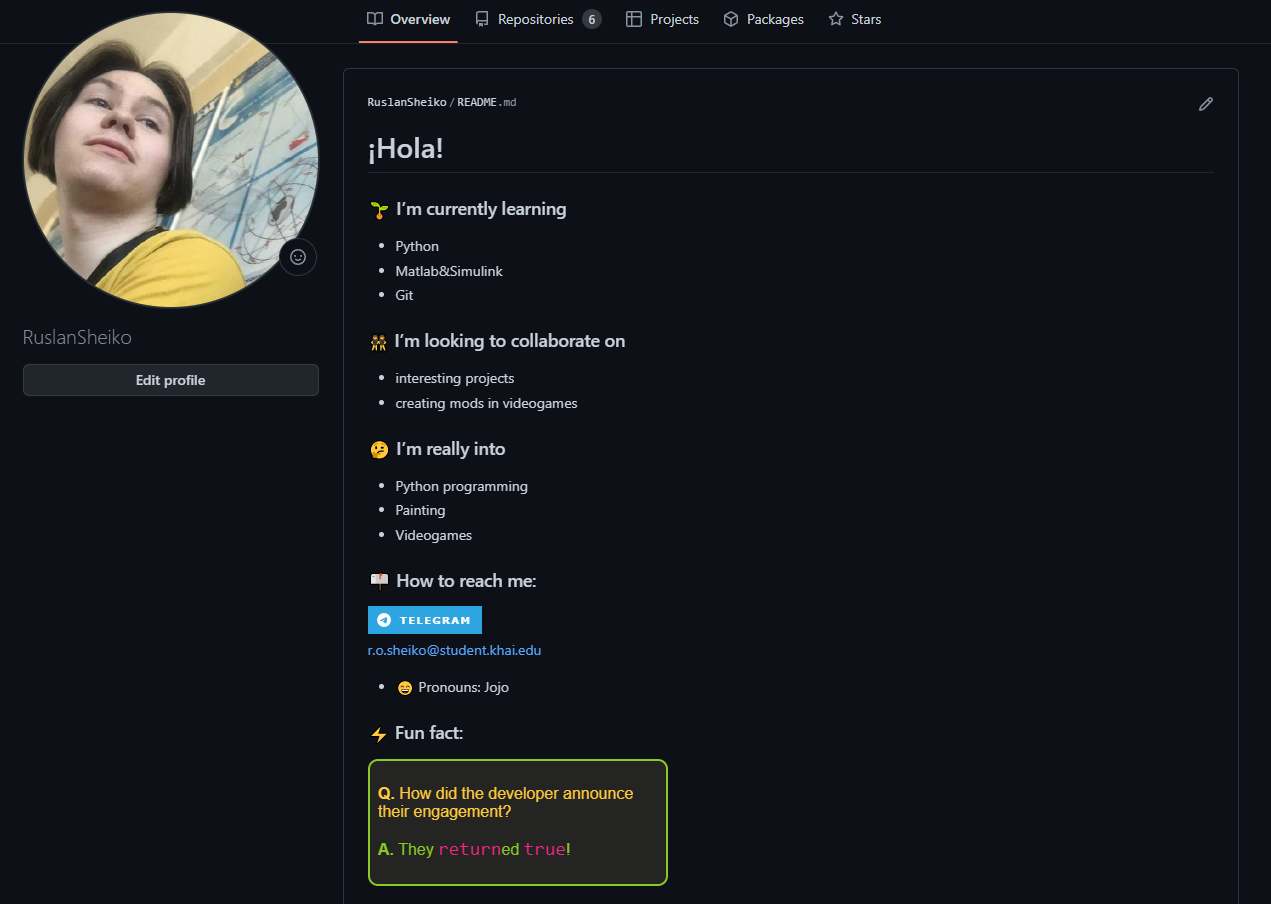 Overview Repositories 6 Projects Packages Stars
RuslanSheiko / README.md
¡Hola!
I’m currently learning
Python
Matlab&Simulink
Git
I’m looking to collaborate on
interesting projects
creating mods in videogames
I’m really into
Python programming
Painting
Videogames
How to reach me:
TELEGRAM
r.o.sheiko@student.khai.edu
Pronouns: Jojo
Fun fact:
Q. How did the developer announce
their engagement?
A. They returned true!
RuslanSheiko
Edit profile